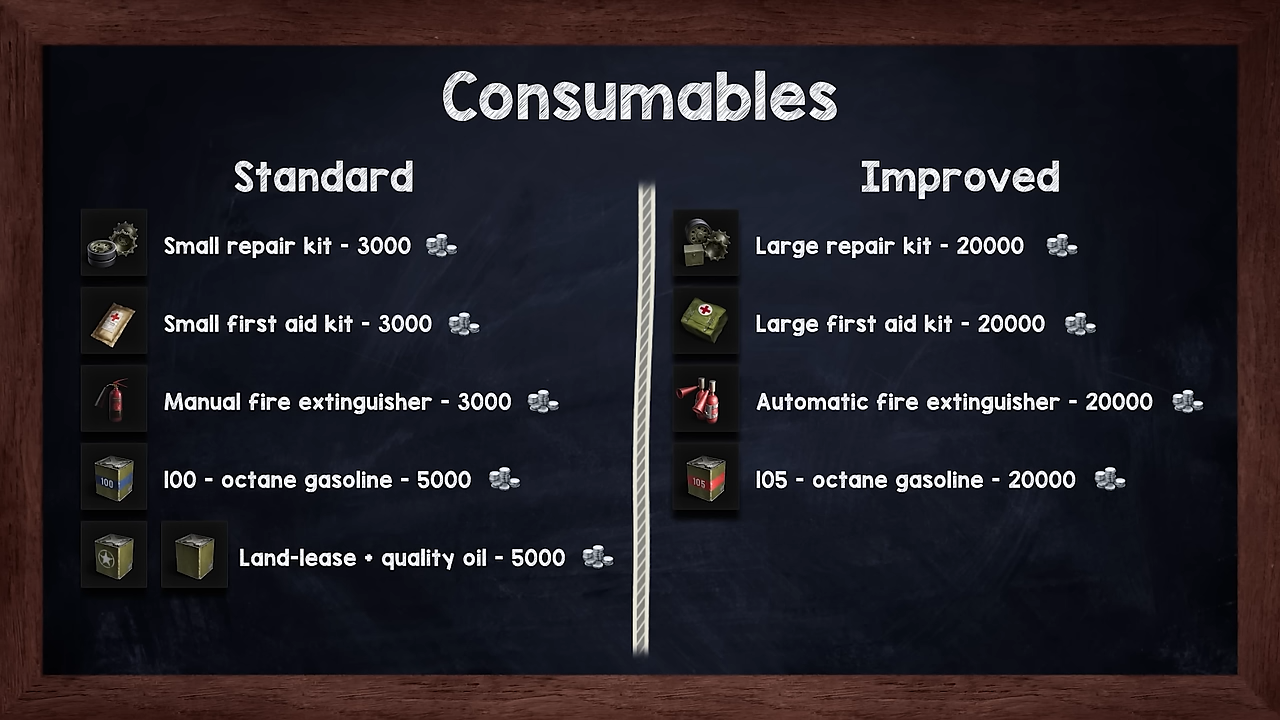 Consumables
Standard
Small repair kit - 3000
Small first aid kit - 3000
Manual fire extinguisher - 3000
100
100 - octane gasoline - 5000
Land-lease + quality oil - 5000
Improved
Large repair kit - 20000
Large first aid kit - 20000
Automatic fire extinguisher - 20000
105
105 - octane gasoline - 20000